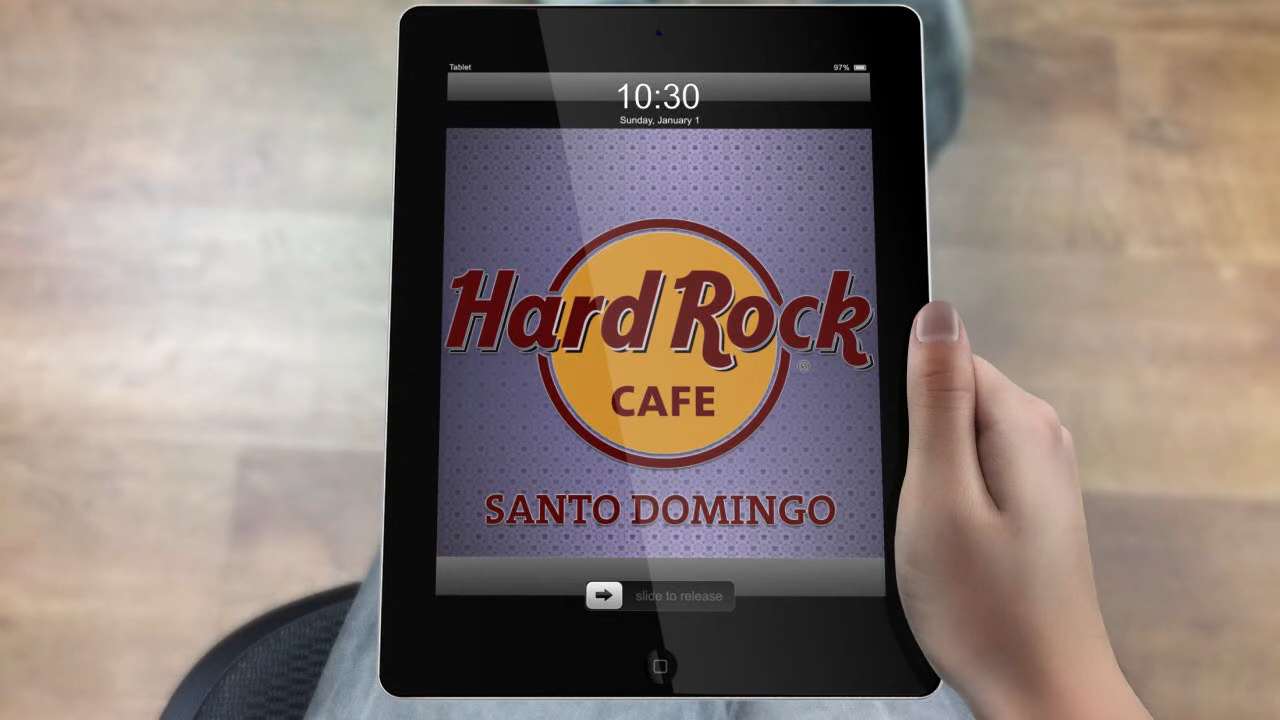 Tablet
97%
10:30
Sunday, January 1
Hard Rock
®
CAFE
SANTO DOMINGO
slide to release